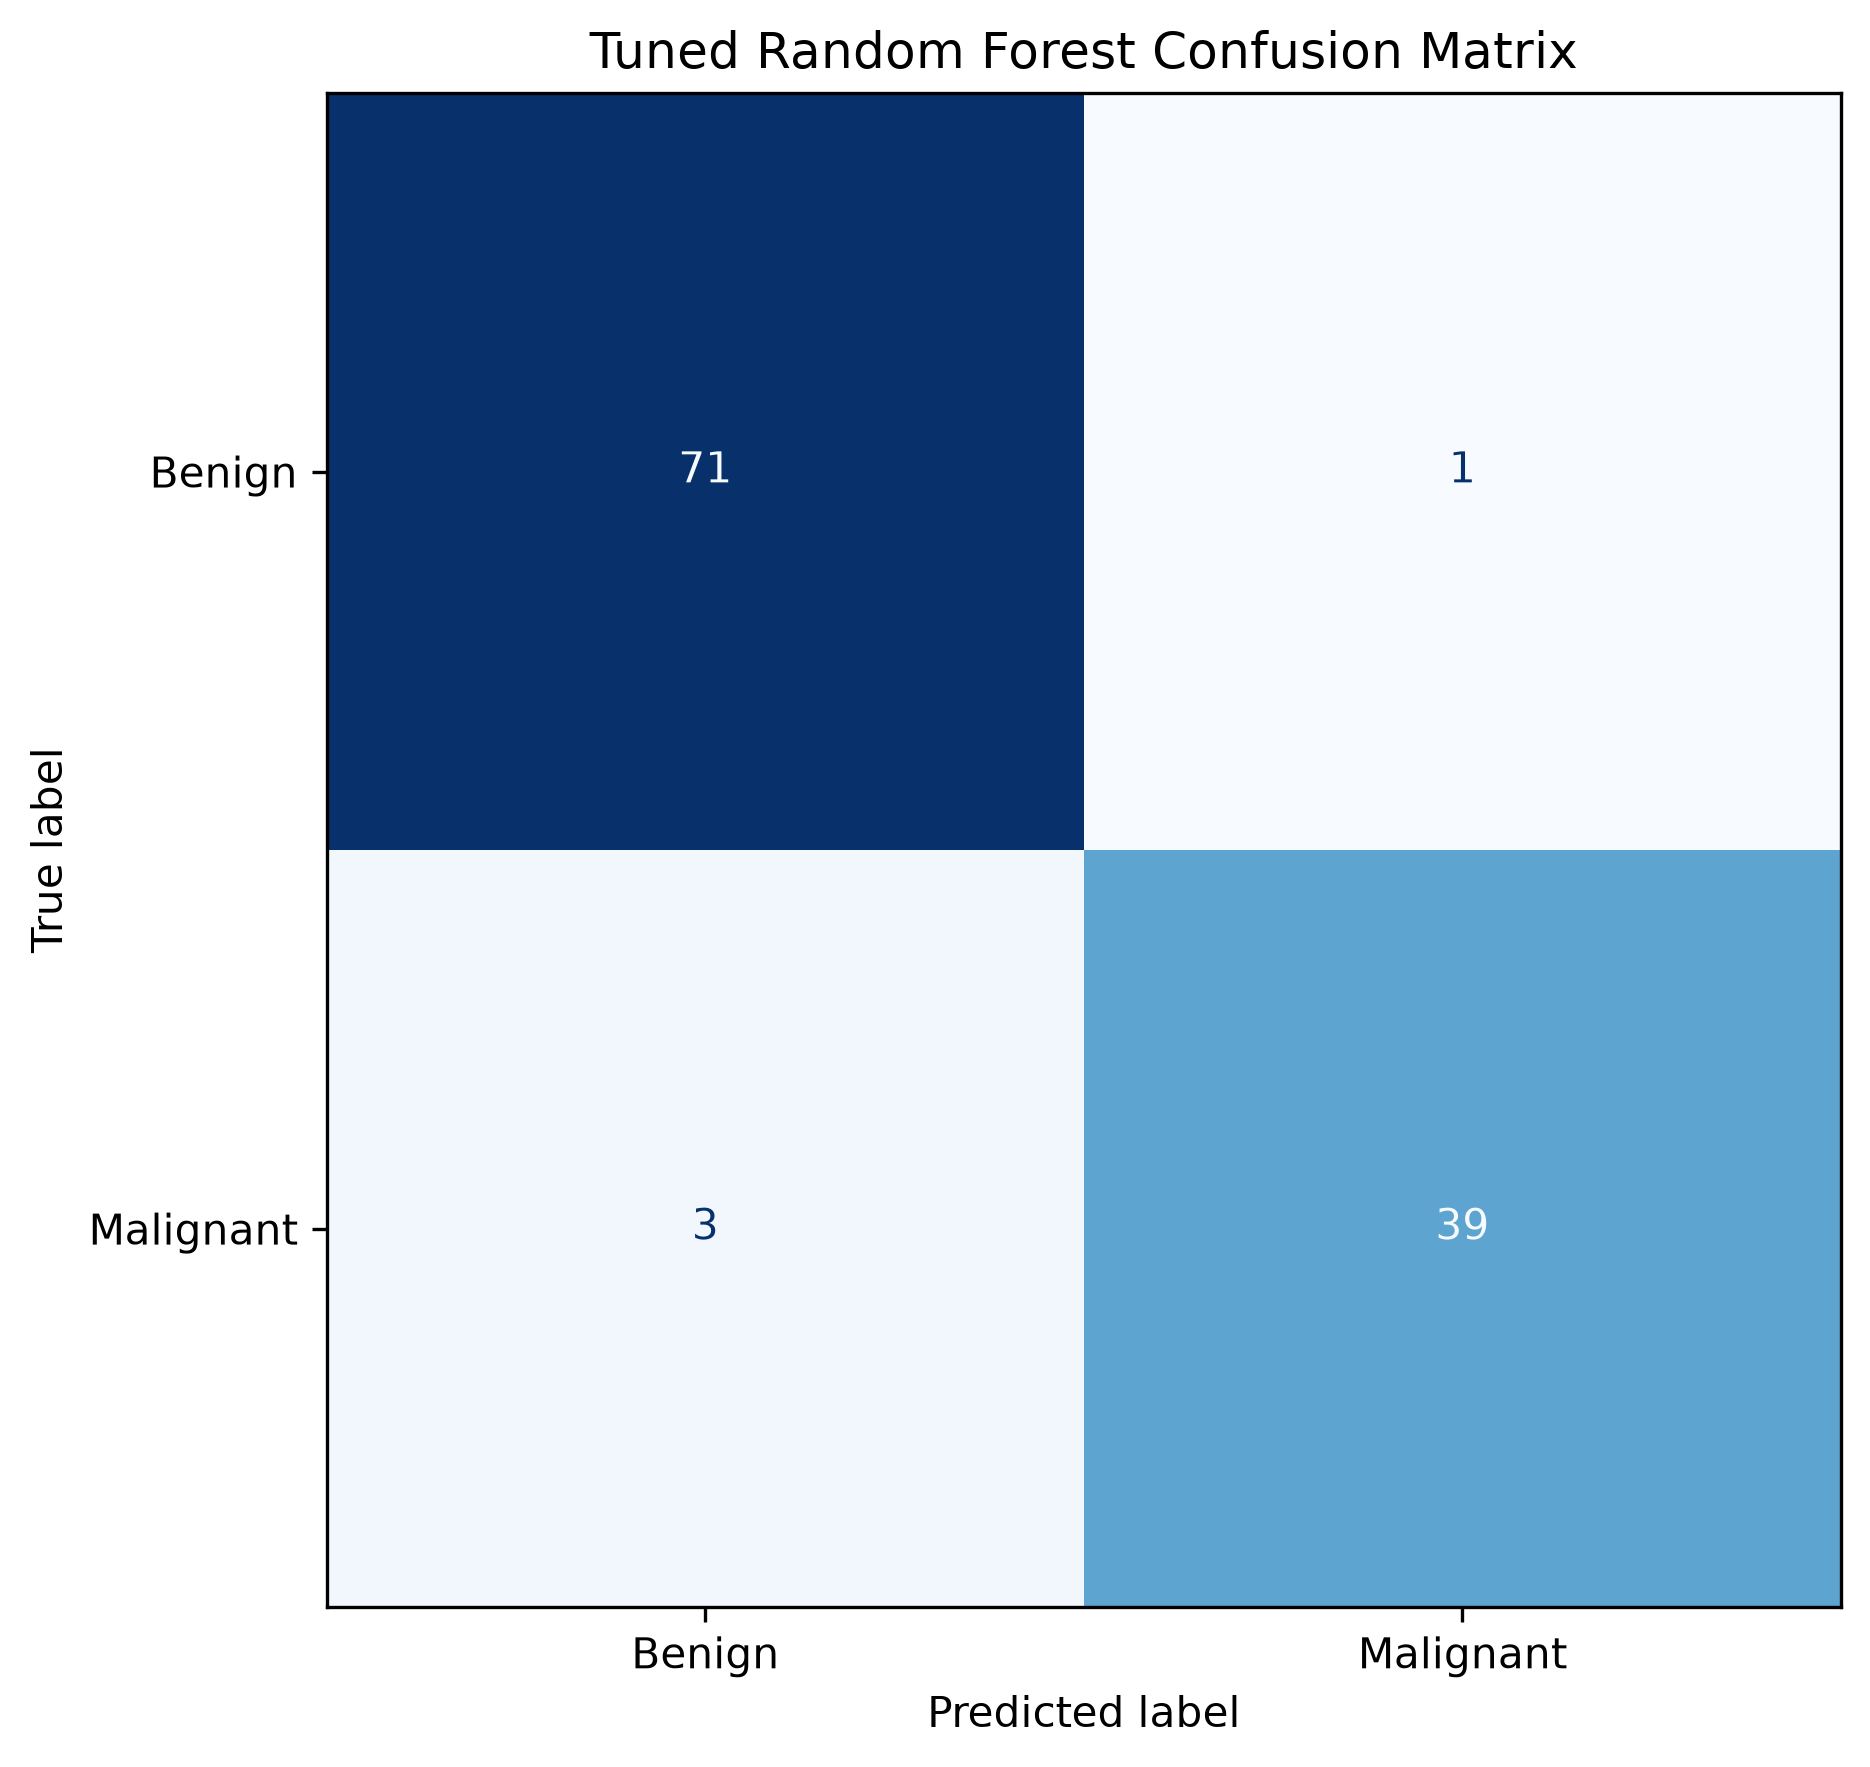 Tuned Random Forest Confusion Matrix
True label
Benign
71
1
Malignant
3
39
Benign
Malignant
Predicted label